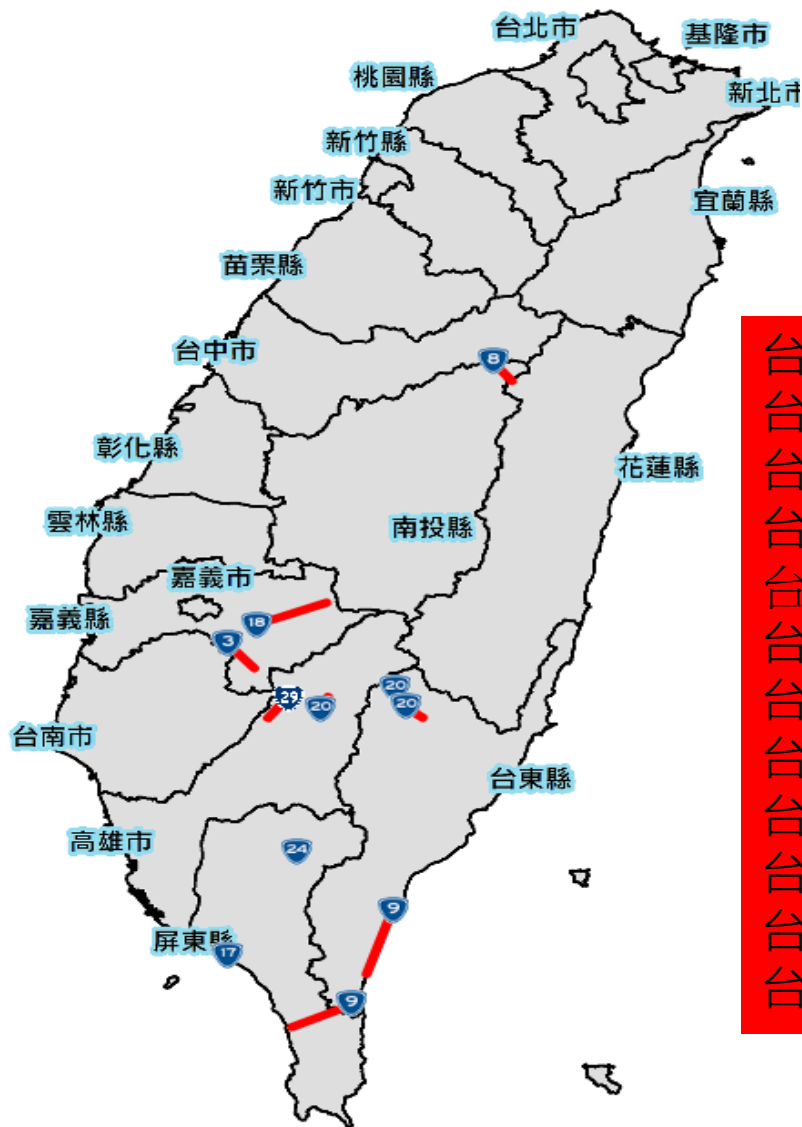 台北市
基隆市
桃園縣
新北市
新竹縣
新竹市
宜蘭縣
苗栗縣
台中市
8
彰化縣
花蓮縣
雲林縣
南投縣
嘉義市
嘉義縣
18
3
20
29
20
20
台南市
台東縣
高雄市
24
9
屏東縣
17
9
台
台
台
台
台
台
台
台
台
台
台
台